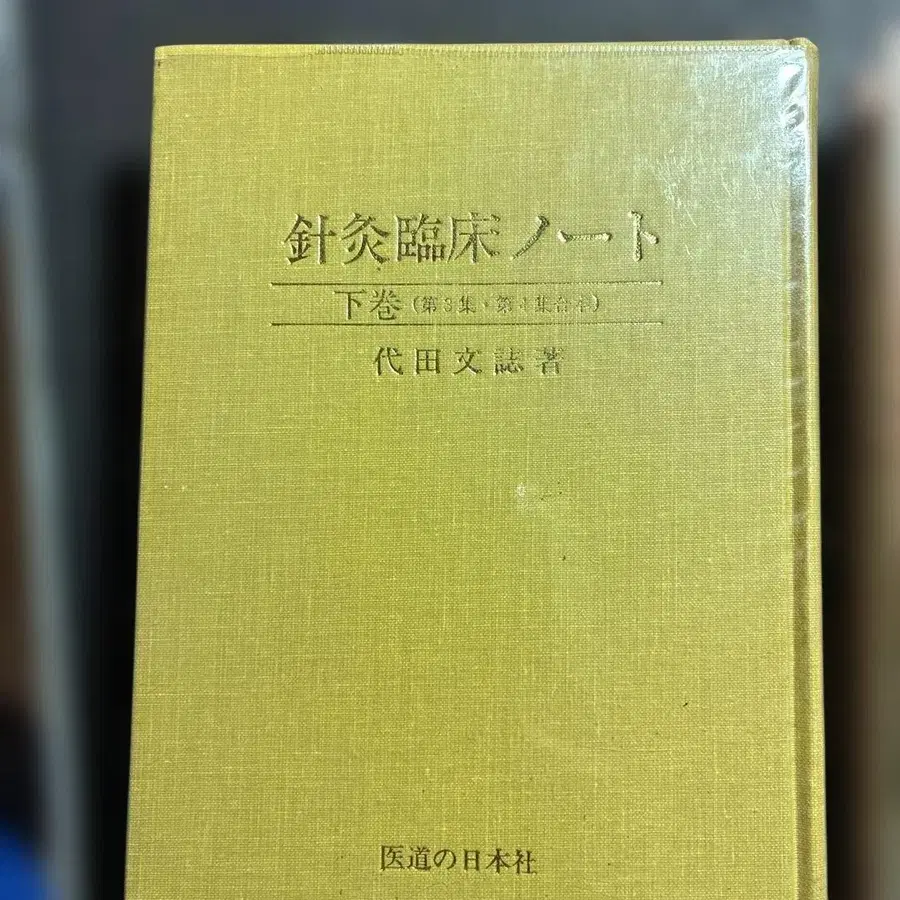 針灸臨床ノート
下巻(第3集・第4集合本)
代田文誌著
医道の日本社